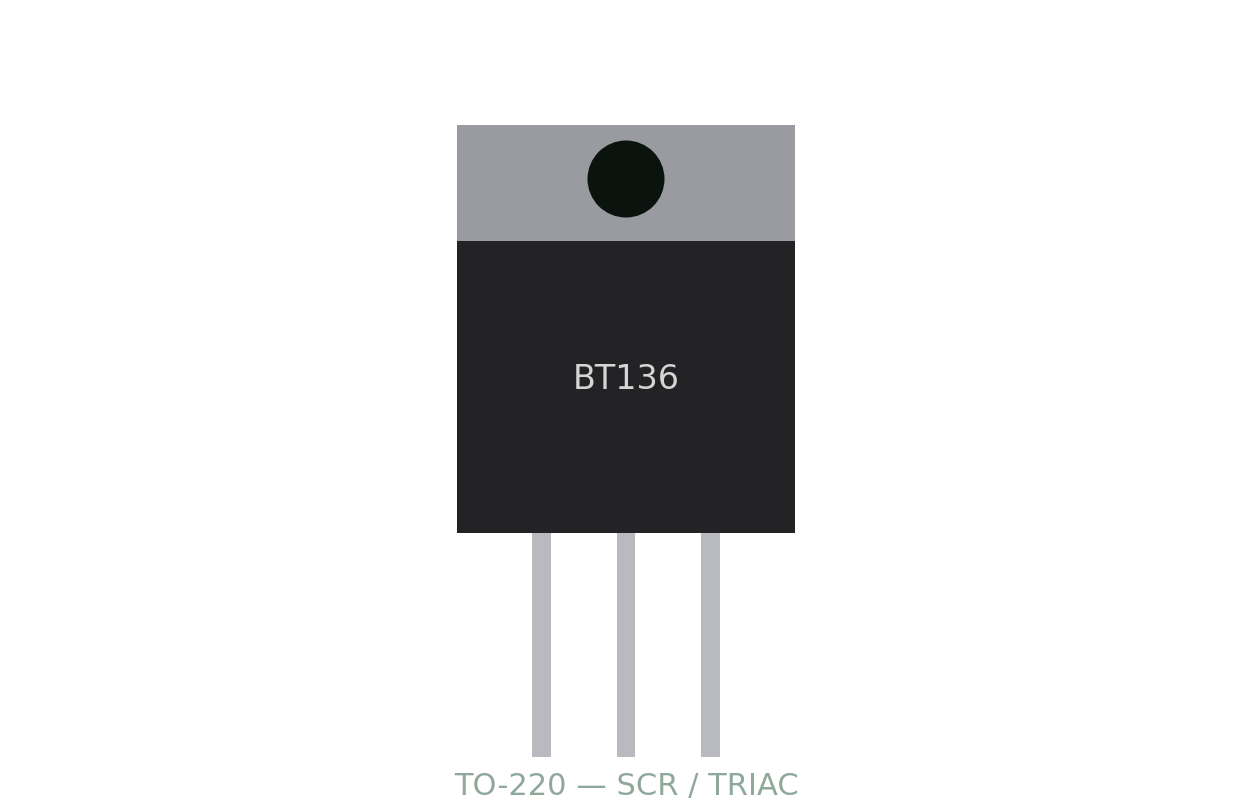 BT136
TO-220 — SCR / TRIAC